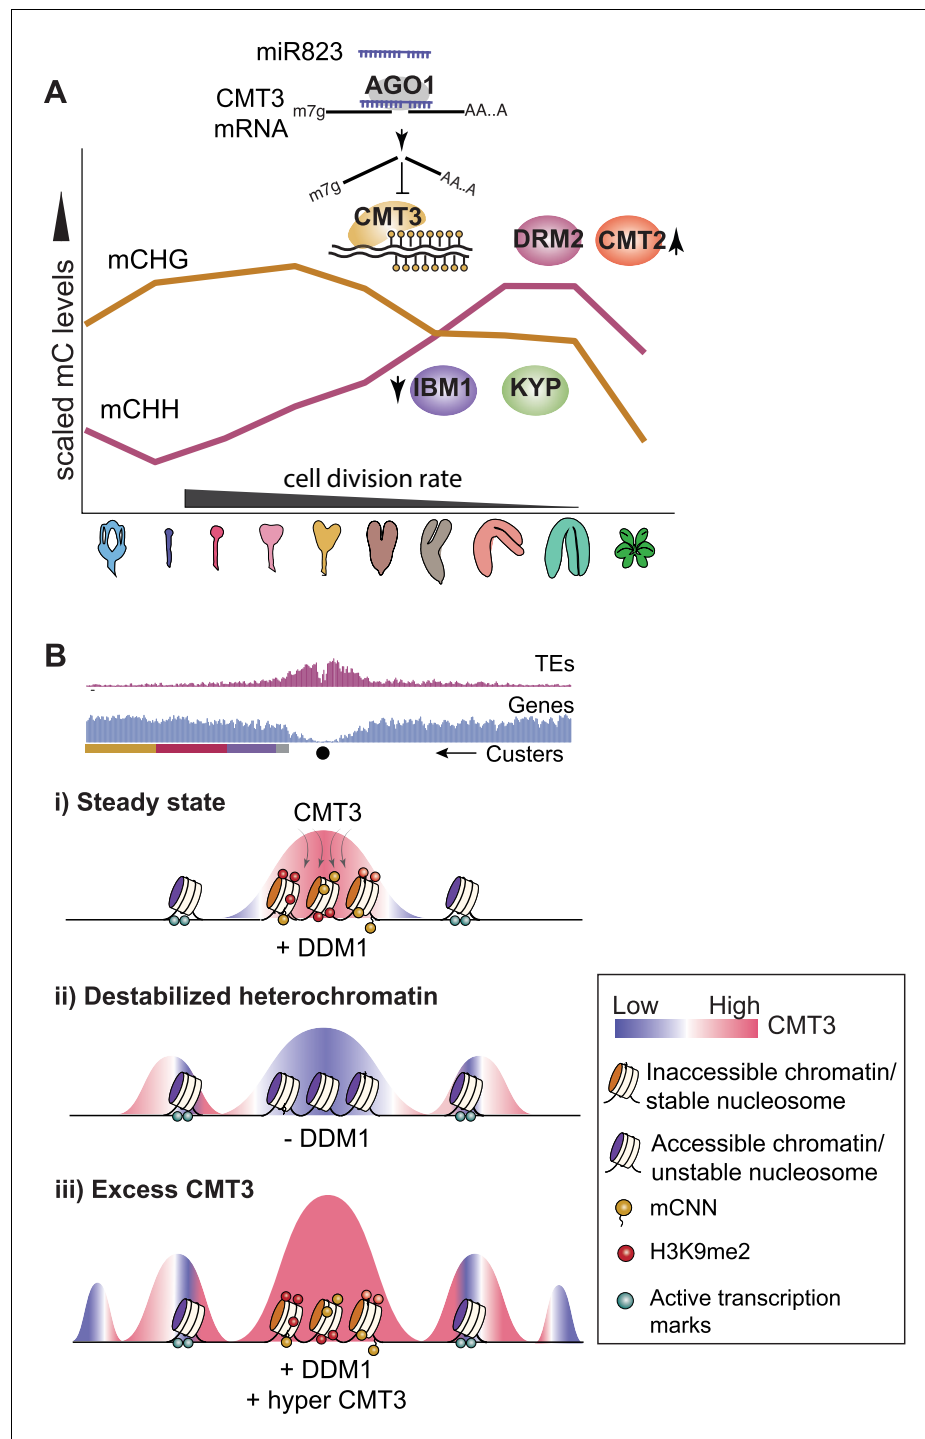 miR823
A
AGO1
CMT3
mRNA
m7g
AA..A
m7g
AA..A
CMT3
DRM2
CMT2
mCHG
scaled mC levels
IBM1
KYP
mCHH
cell division rate
B
TEs
Genes
Custers
i) Steady state
CMT3
+ DDM1
ii) Destabilized heterochromatin
- DDM1
iii) Excess CMT3
+ DDM1
+ hyper CMT3
Low
High
CMT3
Inaccessible chromatin/
stable nucleosome
Accessible chromatin/
unstable nucleosome
mCNN
H3K9me2
Active transcription
marks